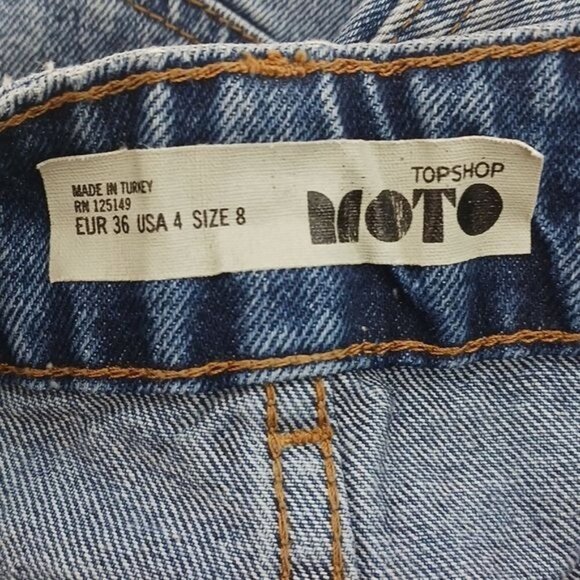 MADE IN TURKEY
RN 125149
EUR 36 USA 4 SIZE 8
TOPSHOP
MOTO